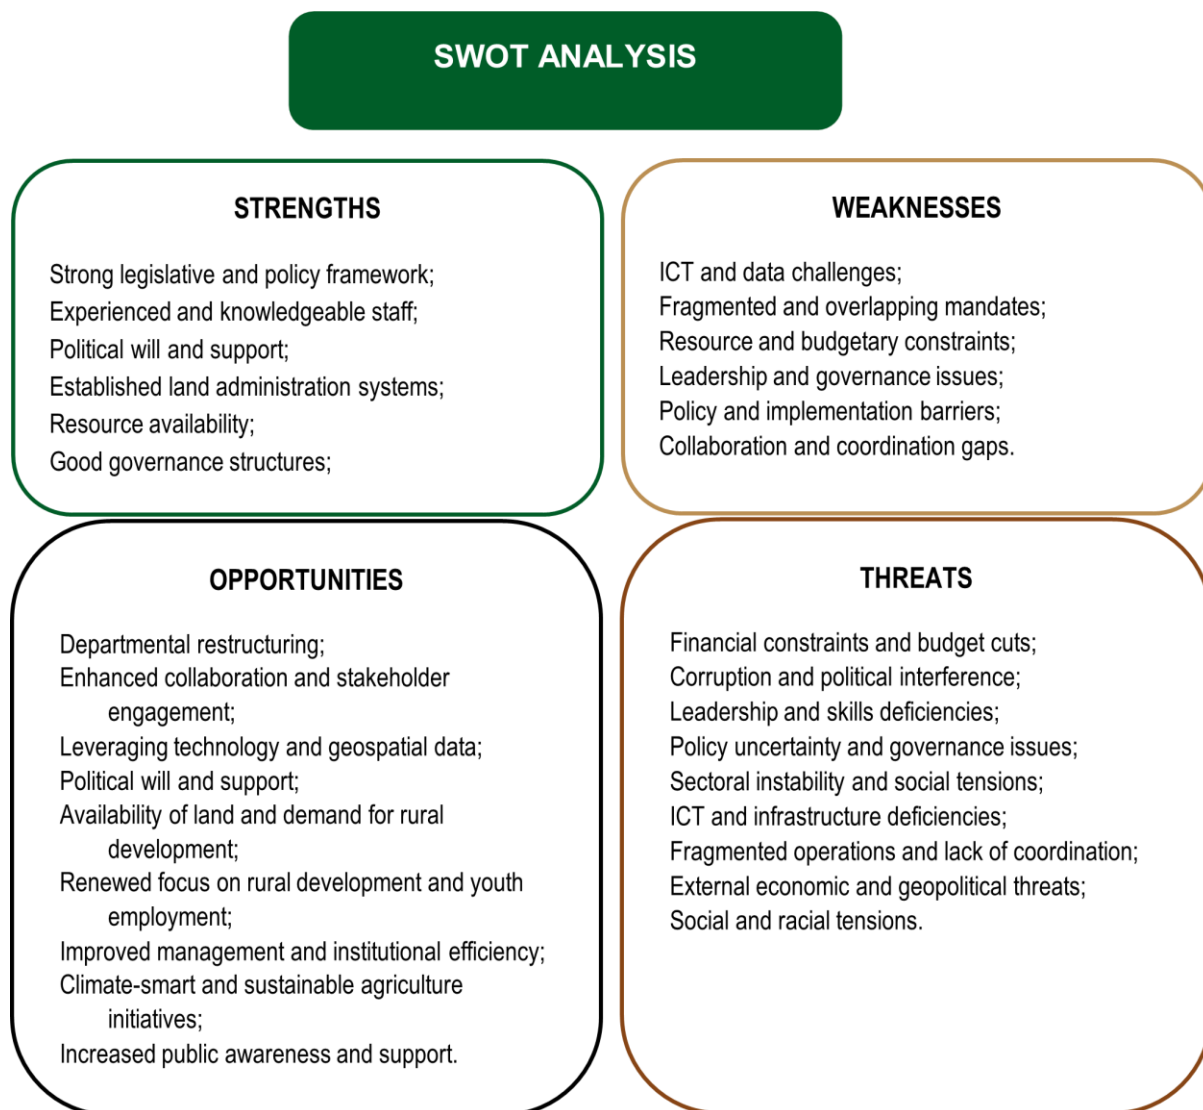 SWOT ANALYSIS
STRENGTHS
Strong legislative and policy framework;
Experienced and knowledgeable staff;
Political will and support;
Established land administration systems;
Resource availability;
Good governance structures;
WEAKNESSES
ICT and data challenges;
Fragmented and overlapping mandates;
Resource and budgetary constraints;
Leadership and governance issues;
Policy and implementation barriers;
Collaboration and coordination gaps.
OPPORTUNITIES
Departmental restructuring;
Enhanced collaboration and stakeholder
engagement;
Leveraging technology and geospatial data;
Political will and support;
Availability of land and demand for rural
development;
Renewed focus on rural development and youth
employment;
Improved management and institutional efficiency;
Climate-smart and sustainable agriculture
initiatives;
Increased public awareness and support.
THREATS
Financial constraints and budget cuts;
Corruption and political interference;
Leadership and skills deficiencies;
Policy uncertainty and governance issues;
Sectoral instability and social tensions;
ICT and infrastructure deficiencies;
Fragmented operations and lack of coordination;
External economic and geopolitical threats;
Social and racial tensions.